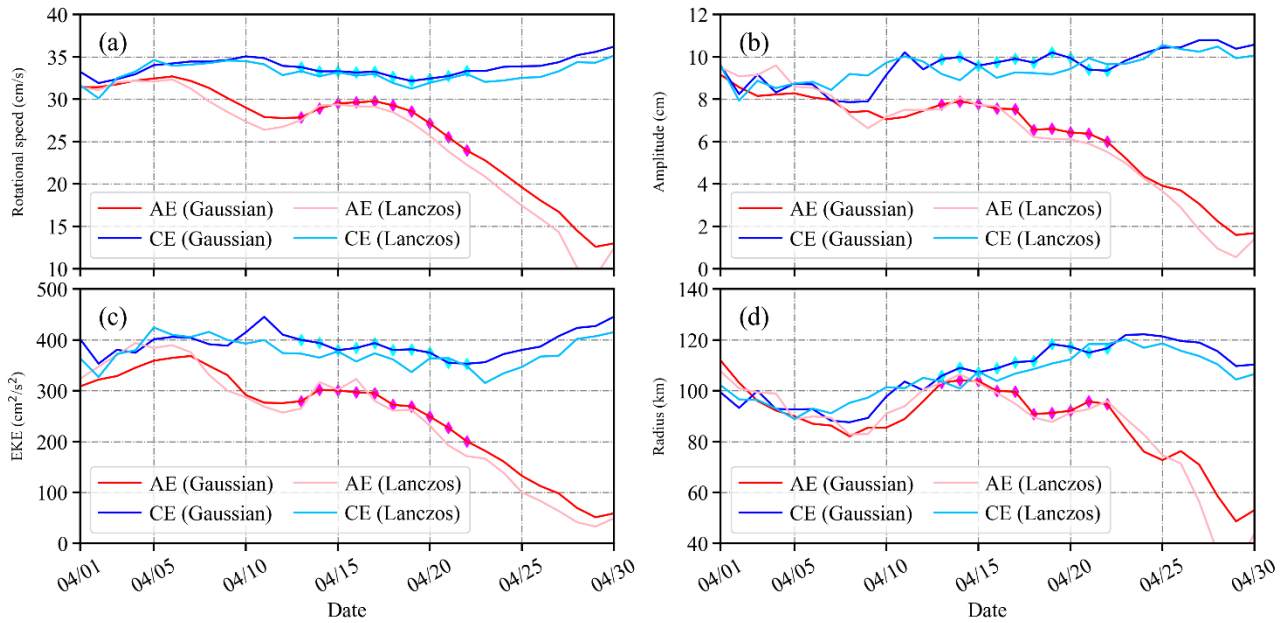 (a)
Rotational speed (cm/s)
40
35
30
25
20
15
10
AE (Gaussian) AE (Lanczos)
CE (Gaussian) CE (Lanczos)
(b)
Amplitude (cm)
12
10
8
6
4
2
0
AE (Gaussian) AE (Lanczos)
CE (Gaussian) CE (Lanczos)
(c)
EKE (cm²/s²)
500
400
300
200
100
0
AE (Gaussian) AE (Lanczos)
CE (Gaussian) CE (Lanczos)
04/01 04/05 04/10 04/15 04/20 04/25 04/30
Date
(d)
Radius (km)
140
120
100
80
60
40
AE (Gaussian) AE (Lanczos)
CE (Gaussian) CE (Lanczos)
04/01 04/05 04/10 04/15 04/20 04/25 04/30
Date